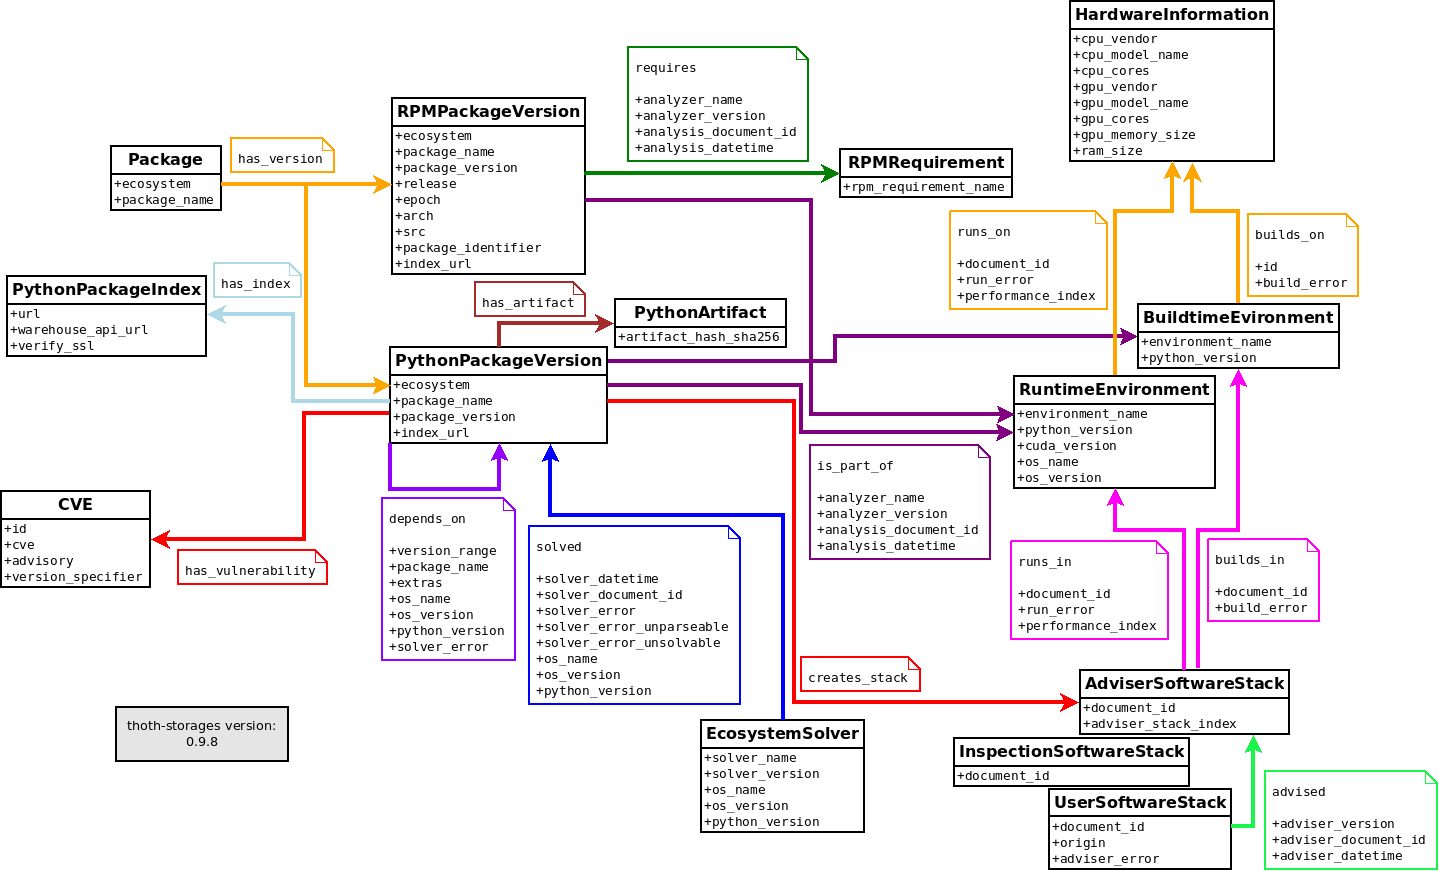 HardwareInformation
+cpu_vendor
+cpu_model_name
+cpu_cores
+gpu_vendor
+gpu_model_name
+gpu_cores
+gpu_memory_size
+ram_size
requires
+analyzer_name
+analyzer_version
+analysis_document_id
+analysis_datetime
RPMPackageVersion
+ecosystem
+package_name
+package_version
+release
+epoch
+arch
+src
+package_identifier
+index_url
Package
+ecosystem
+package_name
has_version
RPMRequirement
+rpm_requirement_name
runs_on
+document_id
+run_error
+performance_index
builds_on
+id
+build_error
PythonPackageIndex
+url
+warehouse_api_url
+verify_ssl
has_index
has_artifact
PythonArtifact
+artifact_hash_sha256
BuildtimeEvironment
+environment_name
+python_version
PythonPackageVersion
+ecosystem
+package_name
+package_version
+index_url
RuntimeEnvironment
+environment_name
+python_version
+cuda_version
+os_name
+os_version
is_part_of
+analyzer_name
+analyzer_version
+analysis_document_id
+analysis_datetime
CVE
+id
+cve
+advisory
+version_specifier
has_vulnerability
depends_on
+version_range
+package_name
+extras
+os_name
+os_version
+python_version
+solver_error
solved
+solver_datetime
+solver_document_id
+solver_error
+solver_error_unparseable
+solver_error_unsolvable
+os_name
+os_version
+python_version
runs_in
+document_id
+run_error
+performance_index
builds_in
+document_id
+build_error
creates_stack
AdviserSoftwareStack
+document_id
+adviser_stack_index
thoth-storages version:
0.9.8
EcosystemSolver
+solver_name
+solver_version
+os_name
+os_version
+python_version
InspectionSoftwareStack
+document_id
UserSoftwareStack
+document_id
+origin
+adviser_error
advised
+adviser_version
+adviser_document_id
+adviser_datetime